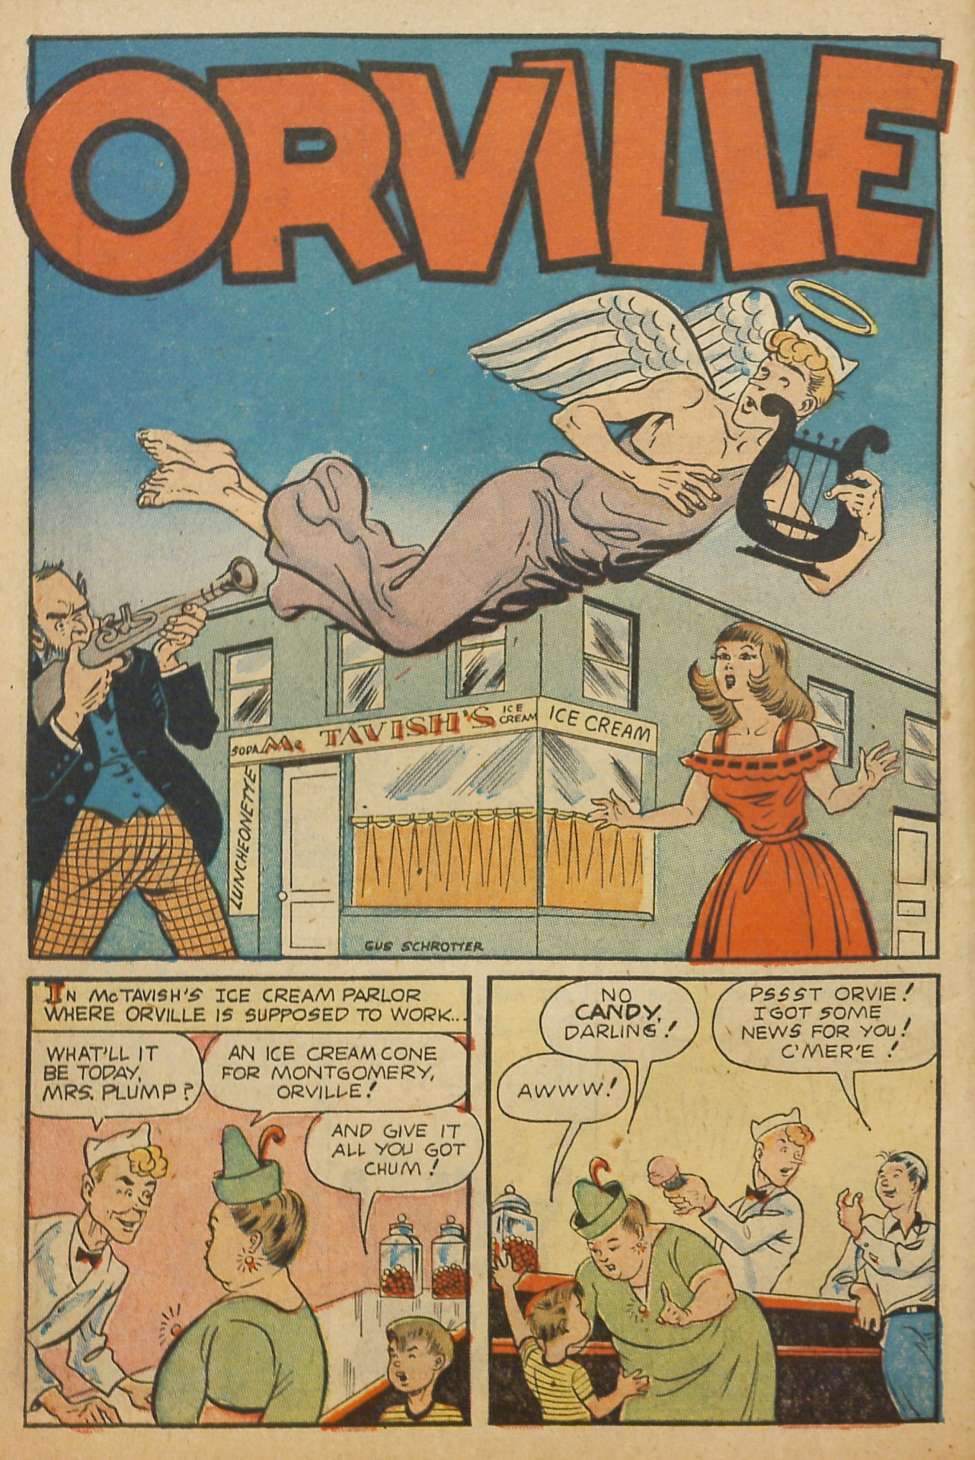 ORVILLE
SODA Mc TAVISH'S ICE CREAM
ICE CREAM
LUNCHEONETTE
GUS SCHROTTER
IN McTAVISH'S ICE CREAM PARLOR
WHERE ORVILLE IS SUPPOSED TO WORK...
WHAT'LL IT
BE TODAY,
MRS. PLUMP?
AN ICE CREAM CONE
FOR MONTGOMERY,
ORVILLE!
AND GIVE IT
ALL YOU GOT
CHUM!
AWWW!
NO
CANDY,
DARLING!
PSSST ORVIE!
I GOT SOME
NEWS FOR YOU!
C'MER'E!